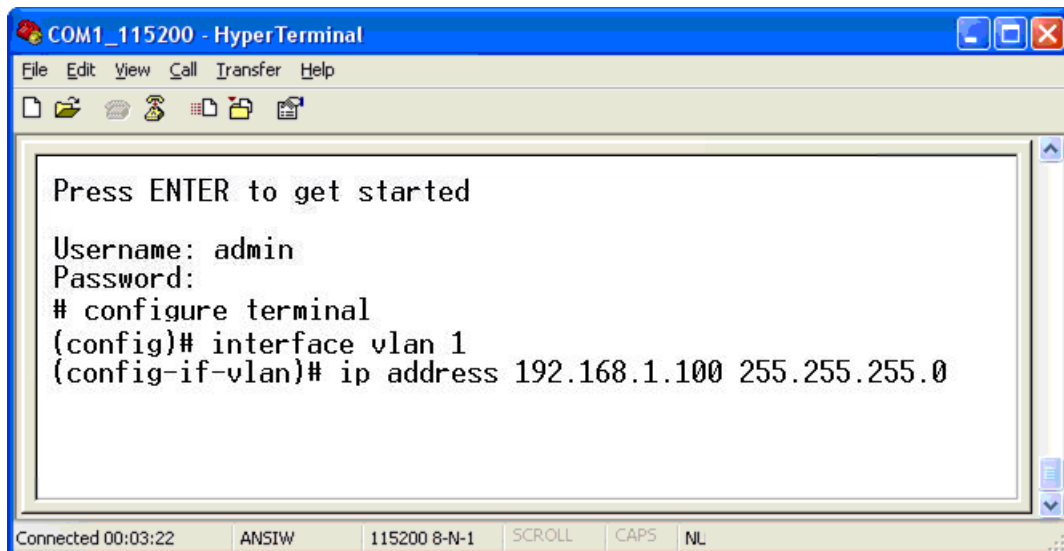 COM1_115200 - HyperTerminal
File Edit View Call Transfer Help
Press ENTER to get started
Username: admin
Password:
# configure terminal
(config)# interface vlan 1
(config-if-vlan)# ip address 192.168.1.100 255.255.255.0
Connected 00:03:22 ANSIW 115200 8-N-1 SCROLL CAPS NU